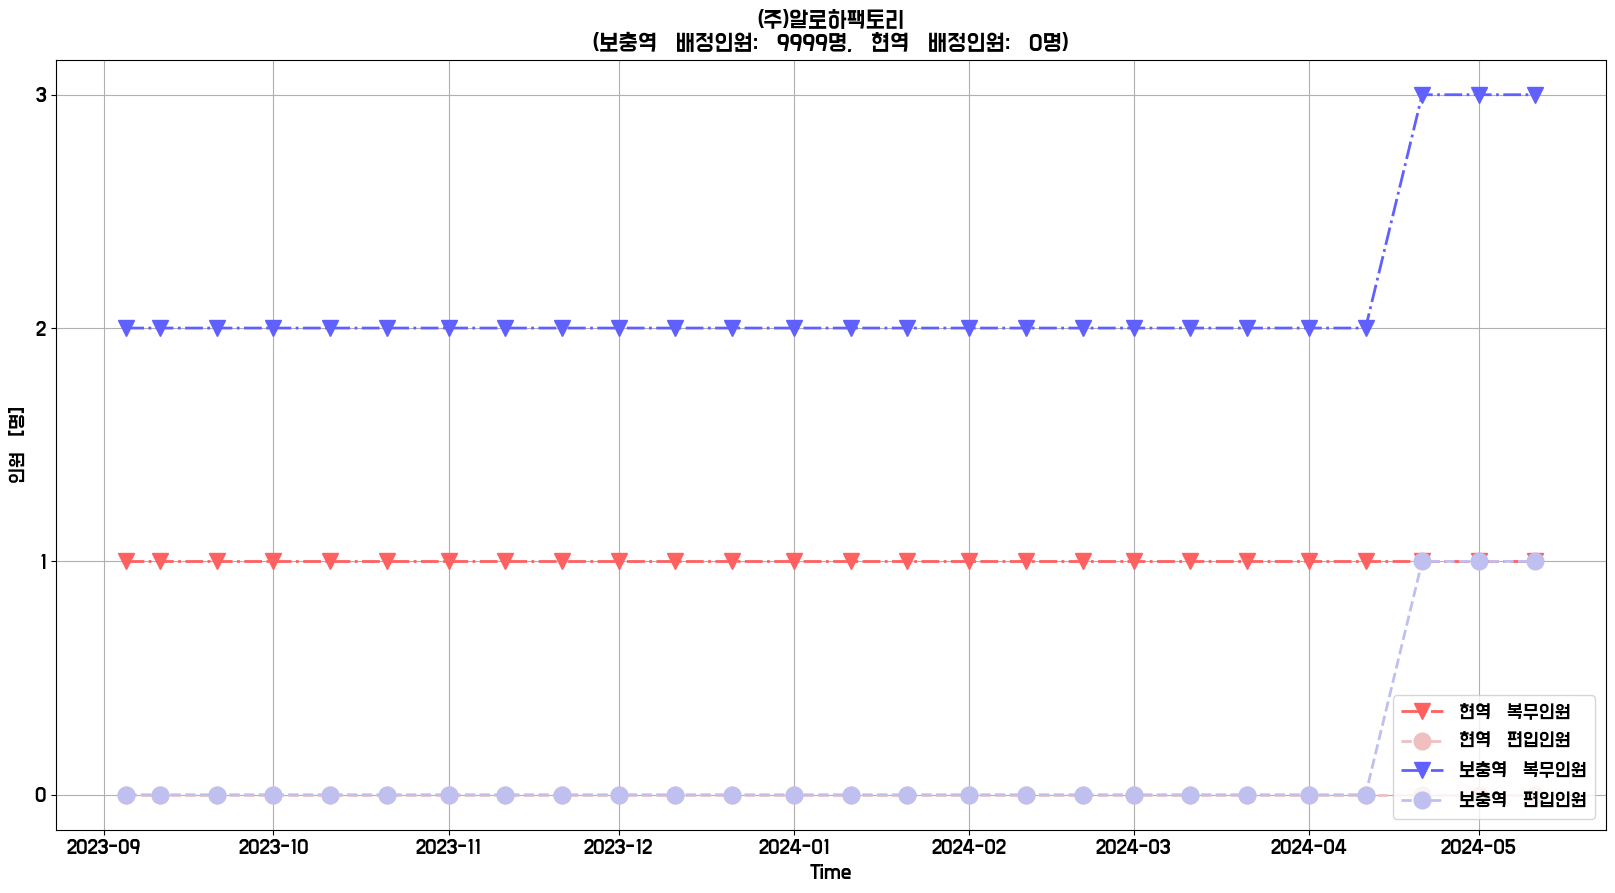 (주)알로하팩토리
(보충역 배정인원: 9999명, 현역 배정인원: 0명)
인원 [명]
3
2
1
0
현역 복무인원
현역 편입인원
보충역 복무인원
보충역 편입인원
2023-09
2023-10
2023-11
2023-12
2024-01
2024-02
2024-03
2024-04
2024-05
Time